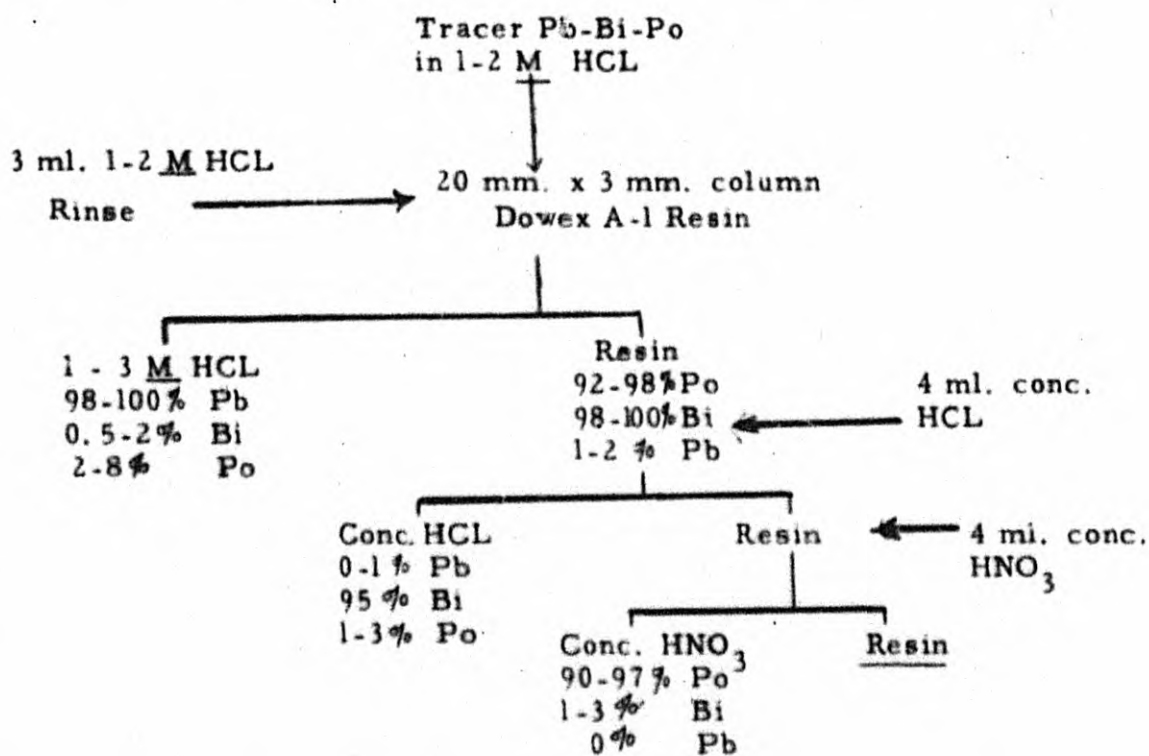 Tracer Pb-Bi-Po
in 1-2 M HCL
3 ml. 1-2 M HCL
Rinse
20 mm. x 3 mm. column
Dowex A-1 Resin
1 - 3 M HCL
98-100% Pb
0.5-2% Bi
2-8% Po
Resin
92-98% Po
98-100% Bi
1-2 % Pb
4 ml. conc.
HCL
Conc. HCL
0-1 % Pb
95 % Bi
1-3% Po
Resin
4 mi. conc.
HNO3
Conc. HNO3
90-97% Po
1-3% Bi
0% Pb
Resin